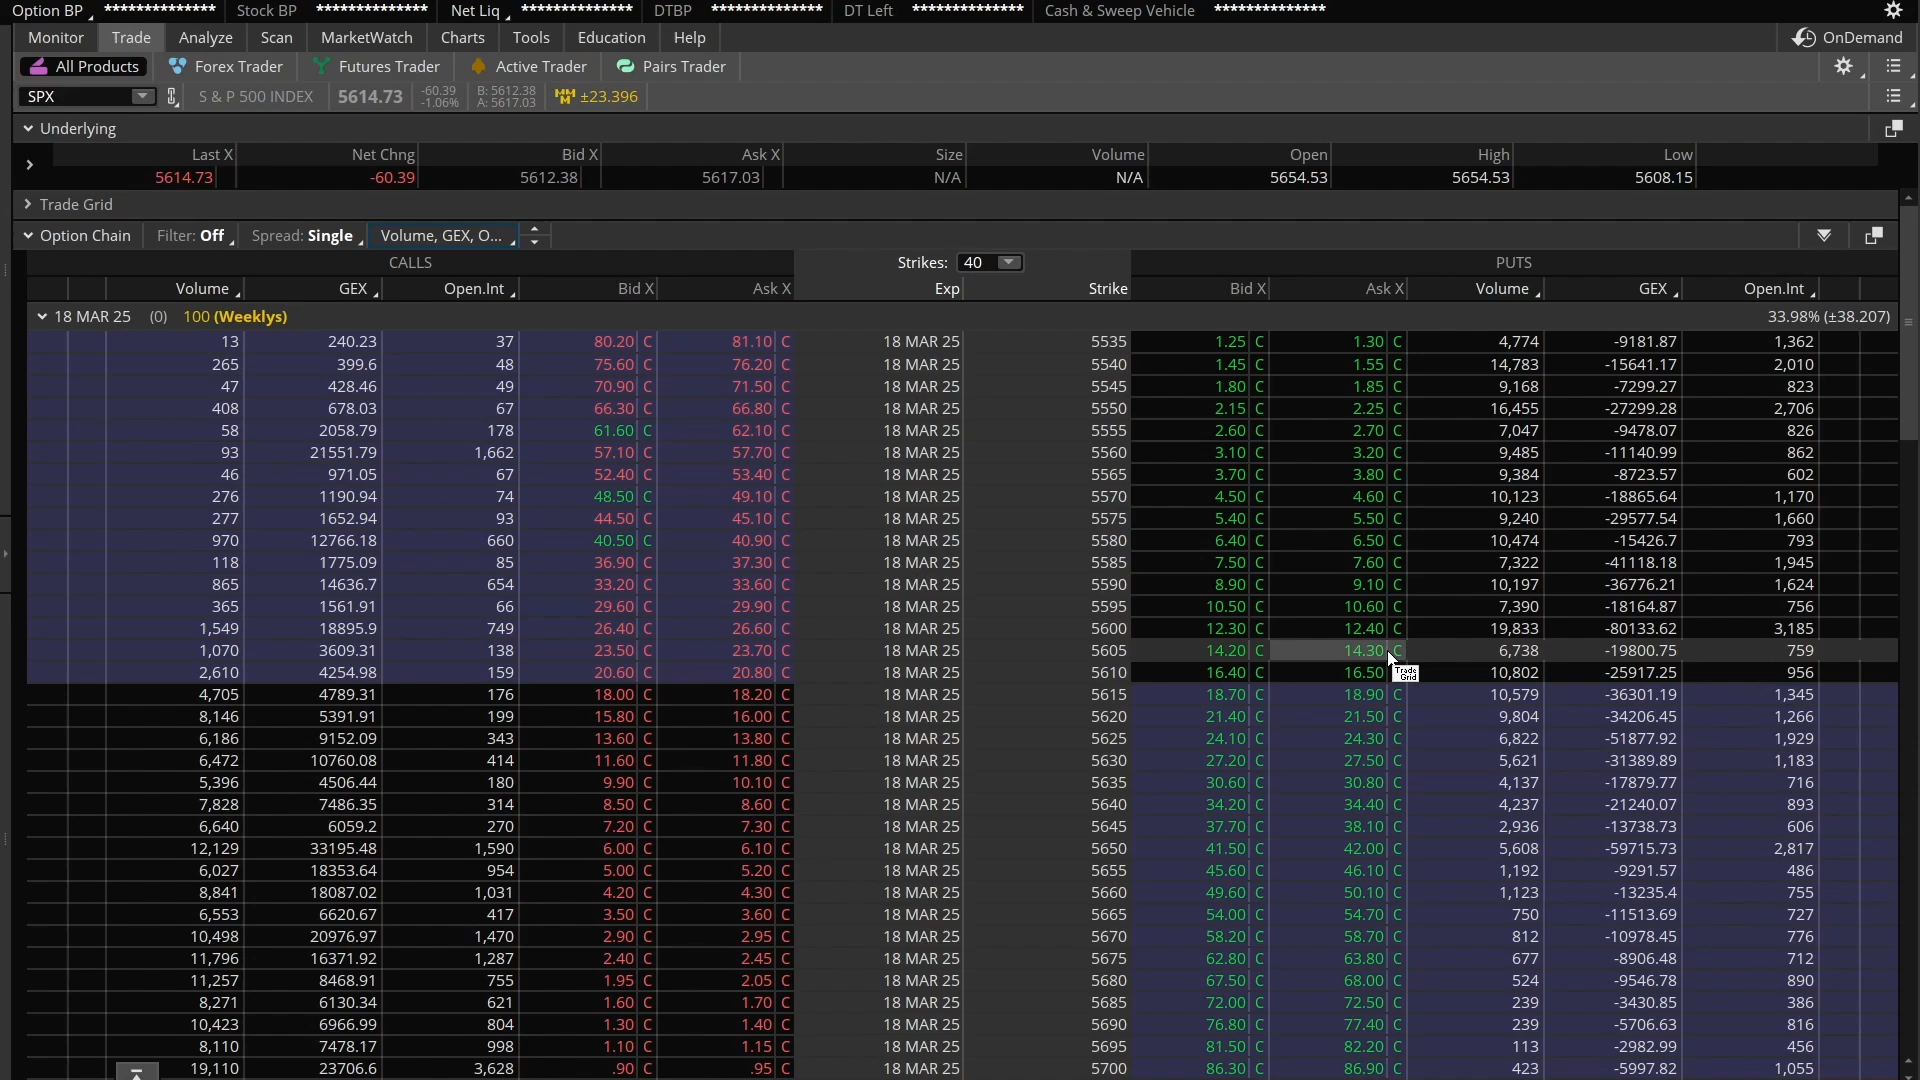 Option BP ************** Stock BP ************** Net Liq ************** DTBP ************** DT Left ************** Cash & Sweep Vehicle **************
Monitor Trade Analyze Scan MarketWatch Charts Tools Education Help OnDemand
All Products Forex Trader Futures Trader Active Trader Pairs Trader
SPX S & P 500 INDEX 5614.73 -60.39 -1.06% B: 5612.38 A: 5617.03 ±23.396
Underlying
Last X Net Chng Bid X Ask X Size Volume Open High Low
5614.73 -60.39 5612.38 5617.03 N/A N/A 5654.53 5654.53 5608.15
Trade Grid
Option Chain Filter: Off Spread: Single Volume, GEX, O...
CALLS Strikes: 40 PUTS
Volume GEX Open.Int Bid X Ask X Exp Strike Bid X Ask X Volume GEX Open.Int
18 MAR 25 (0) 100 (Weeklys) 33.98% (±38.207)
13 240.23 37 80.20 C 81.10 C 18 MAR 25 5535 1.25 C 1.30 C 4,774 -9181.87 1,362
265 399.6 48 75.60 C 76.20 C 18 MAR 25 5540 1.45 C 1.55 C 14,783 -15641.17 2,010
47 428.46 49 70.90 C 71.50 C 18 MAR 25 5545 1.80 C 1.85 C 9,168 -7299.27 823
408 678.03 67 66.30 C 66.80 C 18 MAR 25 5550 2.15 C 2.25 C 16,455 -27299.28 2,706
58 2058.79 178 61.60 C 62.10 C 18 MAR 25 5555 2.60 C 2.70 C 7,047 -9478.07 826
93 21551.79 1,662 57.10 C 57.70 C 18 MAR 25 5560 3.10 C 3.20 C 9,485 -11140.99 862
46 971.05 67 52.40 C 53.40 C 18 MAR 25 5565 3.70 C 3.80 C 9,384 -8723.57 602
276 1190.94 74 48.50 C 49.10 C 18 MAR 25 5570 4.50 C 4.60 C 10,123 -18865.64 1,170
277 1652.94 93 44.50 C 45.10 C 18 MAR 25 5575 5.40 C 5.50 C 9,240 -29577.54 1,660
970 12766.18 660 40.50 C 40.90 C 18 MAR 25 5580 6.40 C 6.50 C 10,474 -15426.7 793
118 1775.09 85 36.90 C 37.30 C 18 MAR 25 5585 7.50 C 7.60 C 7,322 -41118.18 1,945
865 14636.7 654 33.20 C 33.60 C 18 MAR 25 5590 8.90 C 9.10 C 10,197 -36776.21 1,624
365 1561.91 66 29.60 C 29.90 C 18 MAR 25 5595 10.50 C 10.60 C 7,390 -18164.87 756
1,549 18895.9 749 26.40 C 26.60 C 18 MAR 25 5600 12.30 C 12.40 C 19,833 -80133.62 3,185
1,070 3609.31 138 23.50 C 23.70 C 18 MAR 25 5605 14.20 C 14.30 C 6,738 -19800.75 759
2,610 4254.98 159 20.60 C 20.80 C 18 MAR 25 5610 16.40 C 16.50 Trade Grid 10,802 -25917.25 956
4,705 4789.31 176 18.00 C 18.20 C 18 MAR 25 5615 18.70 C 18.90 C 10,579 -36301.19 1,345
8,146 5391.91 199 15.80 C 16.00 C 18 MAR 25 5620 21.40 C 21.50 C 9,804 -34206.45 1,266
6,186 9152.09 343 13.60 C 13.80 C 18 MAR 25 5625 24.10 C 24.30 C 6,822 -51877.92 1,929
6,472 10760.08 414 11.60 C 11.80 C 18 MAR 25 5630 27.20 C 27.50 C 5,621 -31389.89 1,183
5,396 4506.44 180 9.90 C 10.10 C 18 MAR 25 5635 30.60 C 30.80 C 4,137 -17879.77 716
7,828 7486.35 314 8.50 C 8.60 C 18 MAR 25 5640 34.20 C 34.40 C 4,237 -21240.07 893
6,640 6059.2 270 7.20 C 7.30 C 18 MAR 25 5645 37.70 C 38.10 C 2,936 -13738.73 606
12,129 33195.48 1,590 6.00 C 6.10 C 18 MAR 25 5650 41.50 C 42.00 C 5,608 -59715.73 2,817
6,027 18353.64 954 5.00 C 5.20 C 18 MAR 25 5655 45.60 C 46.10 C 1,192 -9291.57 486
8,841 18087.02 1,031 4.20 C 4.30 C 18 MAR 25 5660 49.60 C 50.10 C 1,123 -13235.4 755
6,553 6620.67 417 3.50 C 3.60 C 18 MAR 25 5665 54.00 C 54.70 C 750 -11513.69 727
10,498 20976.97 1,470 2.90 C 2.95 C 18 MAR 25 5670 58.20 C 58.70 C 812 -10978.45 776
11,796 16371.92 1,287 2.40 C 2.45 C 18 MAR 25 5675 62.80 C 63.80 C 677 -8906.48 712
11,257 8468.91 755 1.95 C 2.05 C 18 MAR 25 5680 67.50 C 68.00 C 524 -9546.78 890
8,271 6130.34 621 1.60 C 1.70 C 18 MAR 25 5685 72.00 C 72.50 C 239 -3430.85 386
10,423 6966.99 804 1.30 C 1.40 C 18 MAR 25 5690 76.80 C 77.40 C 239 -5706.63 816
8,110 7478.17 998 1.10 C 1.15 C 18 MAR 25 5695 81.50 C 82.20 C 113 -2982.99 456
19,110 23706.6 3,628 .90 C .95 C 18 MAR 25 5700 86.30 C 86.90 C 423 -5997.82 1,055